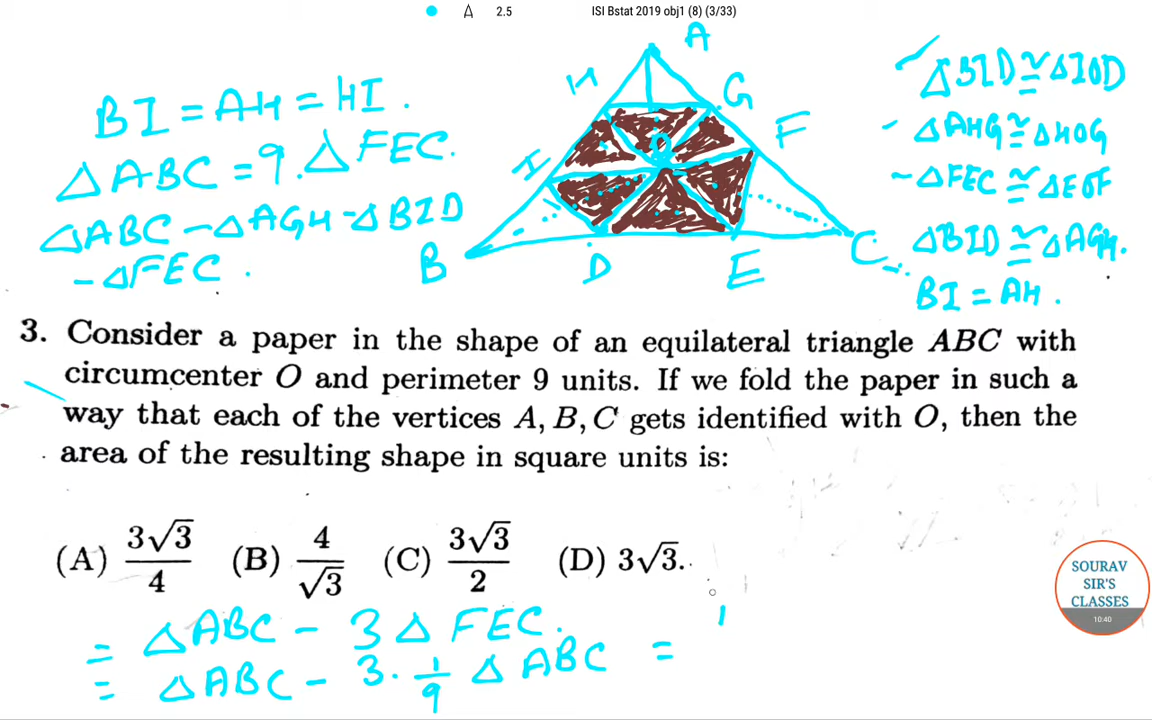 A 2.5 ISI Bstat 2019 obj1 (8) (3/33)
BI = AH = HI .
△ABC = 9.△FEC.
△ABC - △AGH - △BID
- △FEC .
A
H
G
F
I
O
B
D
E
C
△BID ≅ △IOD
△AHG ≅ △HOG
△FEC ≅ △EOF
△BID ≅ △AGH.
BI = AH .
3. Consider a paper in the shape of an equilateral triangle ABC with
circumcenter O and perimeter 9 units. If we fold the paper in such a
way that each of the vertices A, B, C gets identified with O, then the
area of the resulting shape in square units is:
(A) 3√3/4 (B) 4/√3 (C) 3√3/2 (D) 3√3.
= △ABC - 3 △ FEC.
= △ABC - 3. 1/9 △ ABC =
SOURAV
SIR'S
CLASSES
10:40